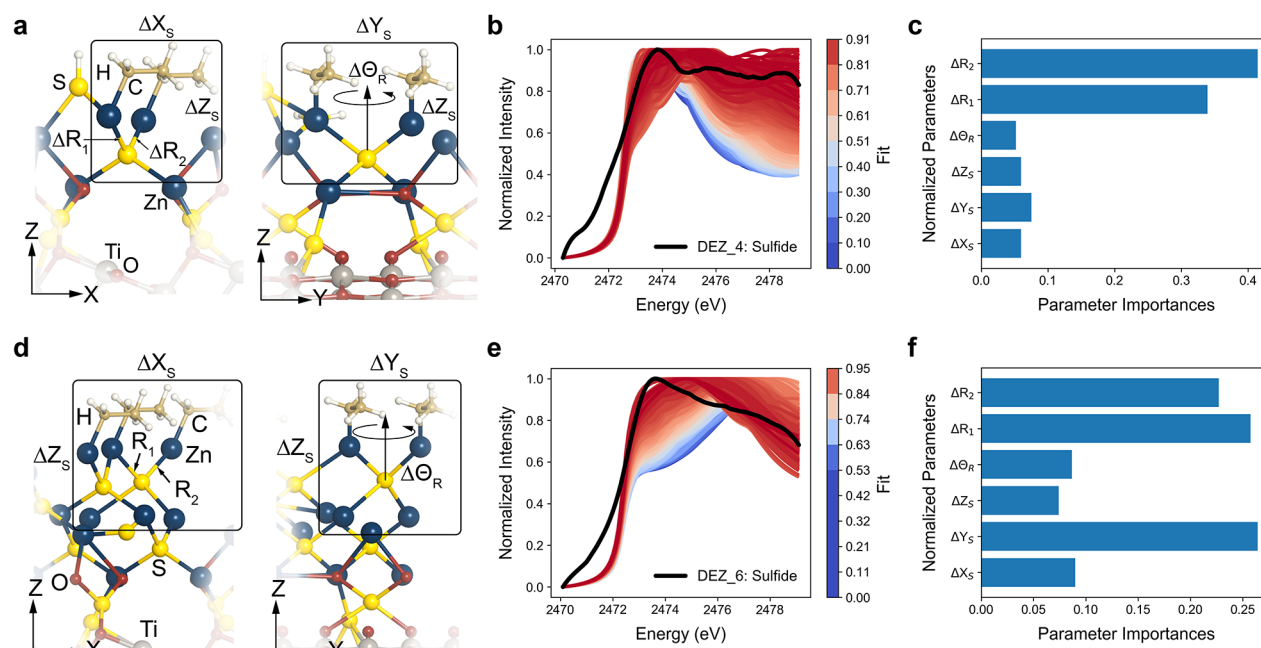 a
ΔXS
H
C
S
ΔZS
ΔR1
ΔR2
Zn
Z
Ti
O
X
ΔYS
ΔΘR
ΔZS
Z
Y
b
1.0
0.8
0.6
0.4
0.2
0.0
Normalized Intensity
DEZ_4: Sulfide
2470
2472
2474
2476
2478
Energy (eV)
0.91
0.81
0.71
0.61
0.51
0.40
0.30
0.20
0.10
0.00
Fit
c
Normalized Parameters
ΔR2
ΔR1
ΔΘR
ΔZS
ΔYS
ΔXS
0.0
0.1
0.2
0.3
0.4
Parameter Importances
d
ΔXS
H
C
ΔZS
R1
Zn
R2
O
S
Z
X
Ti
ΔYS
ΔZS
ΔΘR
Z
Y
e
1.0
0.8
0.6
0.4
0.2
0.0
Normalized Intensity
DEZ_6: Sulfide
2470
2472
2474
2476
2478
Energy (eV)
0.95
0.84
0.74
0.63
0.53
0.42
0.32
0.21
0.11
0.00
Fit
f
Normalized Parameters
ΔR2
ΔR1
ΔΘR
ΔZS
ΔYS
ΔXS
0.00
0.05
0.10
0.15
0.20
0.25
Parameter Importances